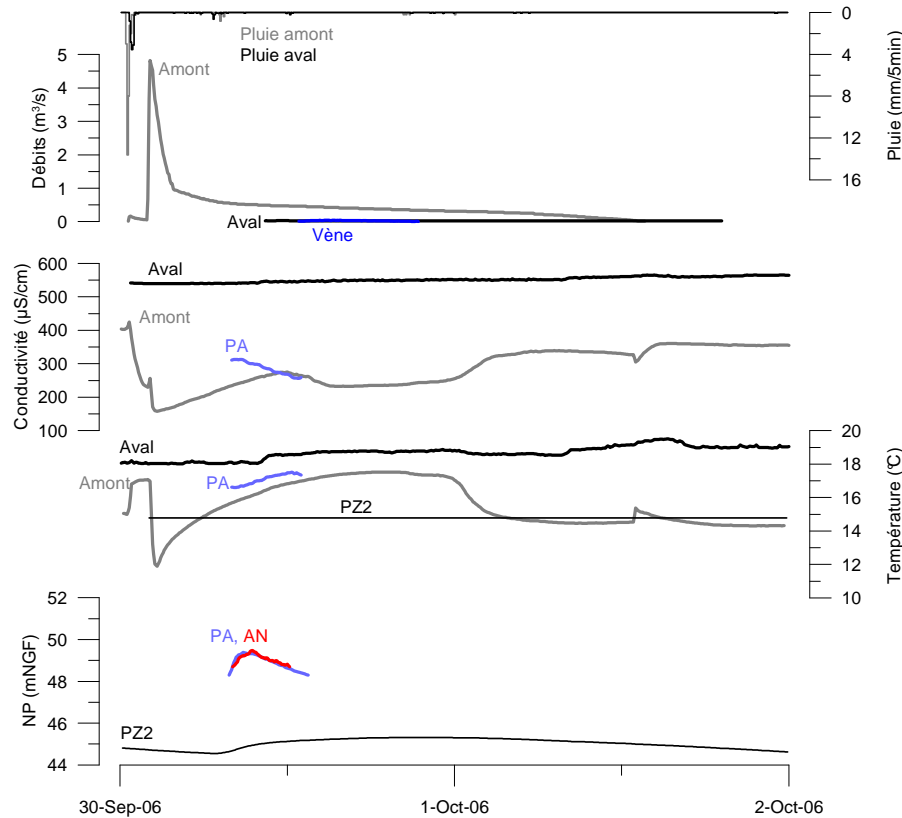 0
Pluie amont
Pluie aval
5
Amont
4
4
Débits (m³/s)
3
8
Pluie (mm/5min)
2
12
1
16
Aval
0
Vène
600
Aval
500
Conductivité (µS/cm)
Amont
400
PA
300
200
100
Aval
20
18
Amont
PA
16
PZ2
Température (°C)
14
12
10
52
PA, AN
50
NP (mNGF)
48
46
PZ2
44
30-Sep-06
1-Oct-06
2-Oct-06